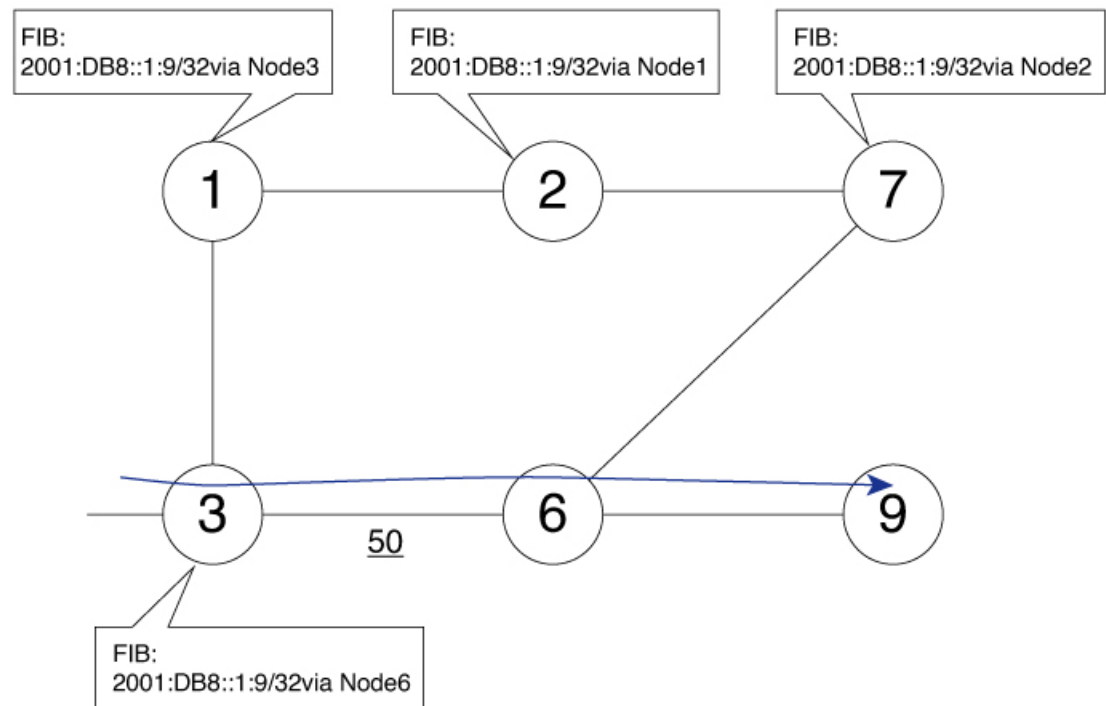 FIB:
2001:DB8::1:9/32via Node3
FIB:
2001:DB8::1:9/32via Node1
FIB:
2001:DB8::1:9/32via Node2
1
2
7
3
6
9
50
FIB:
2001:DB8::1:9/32via Node6